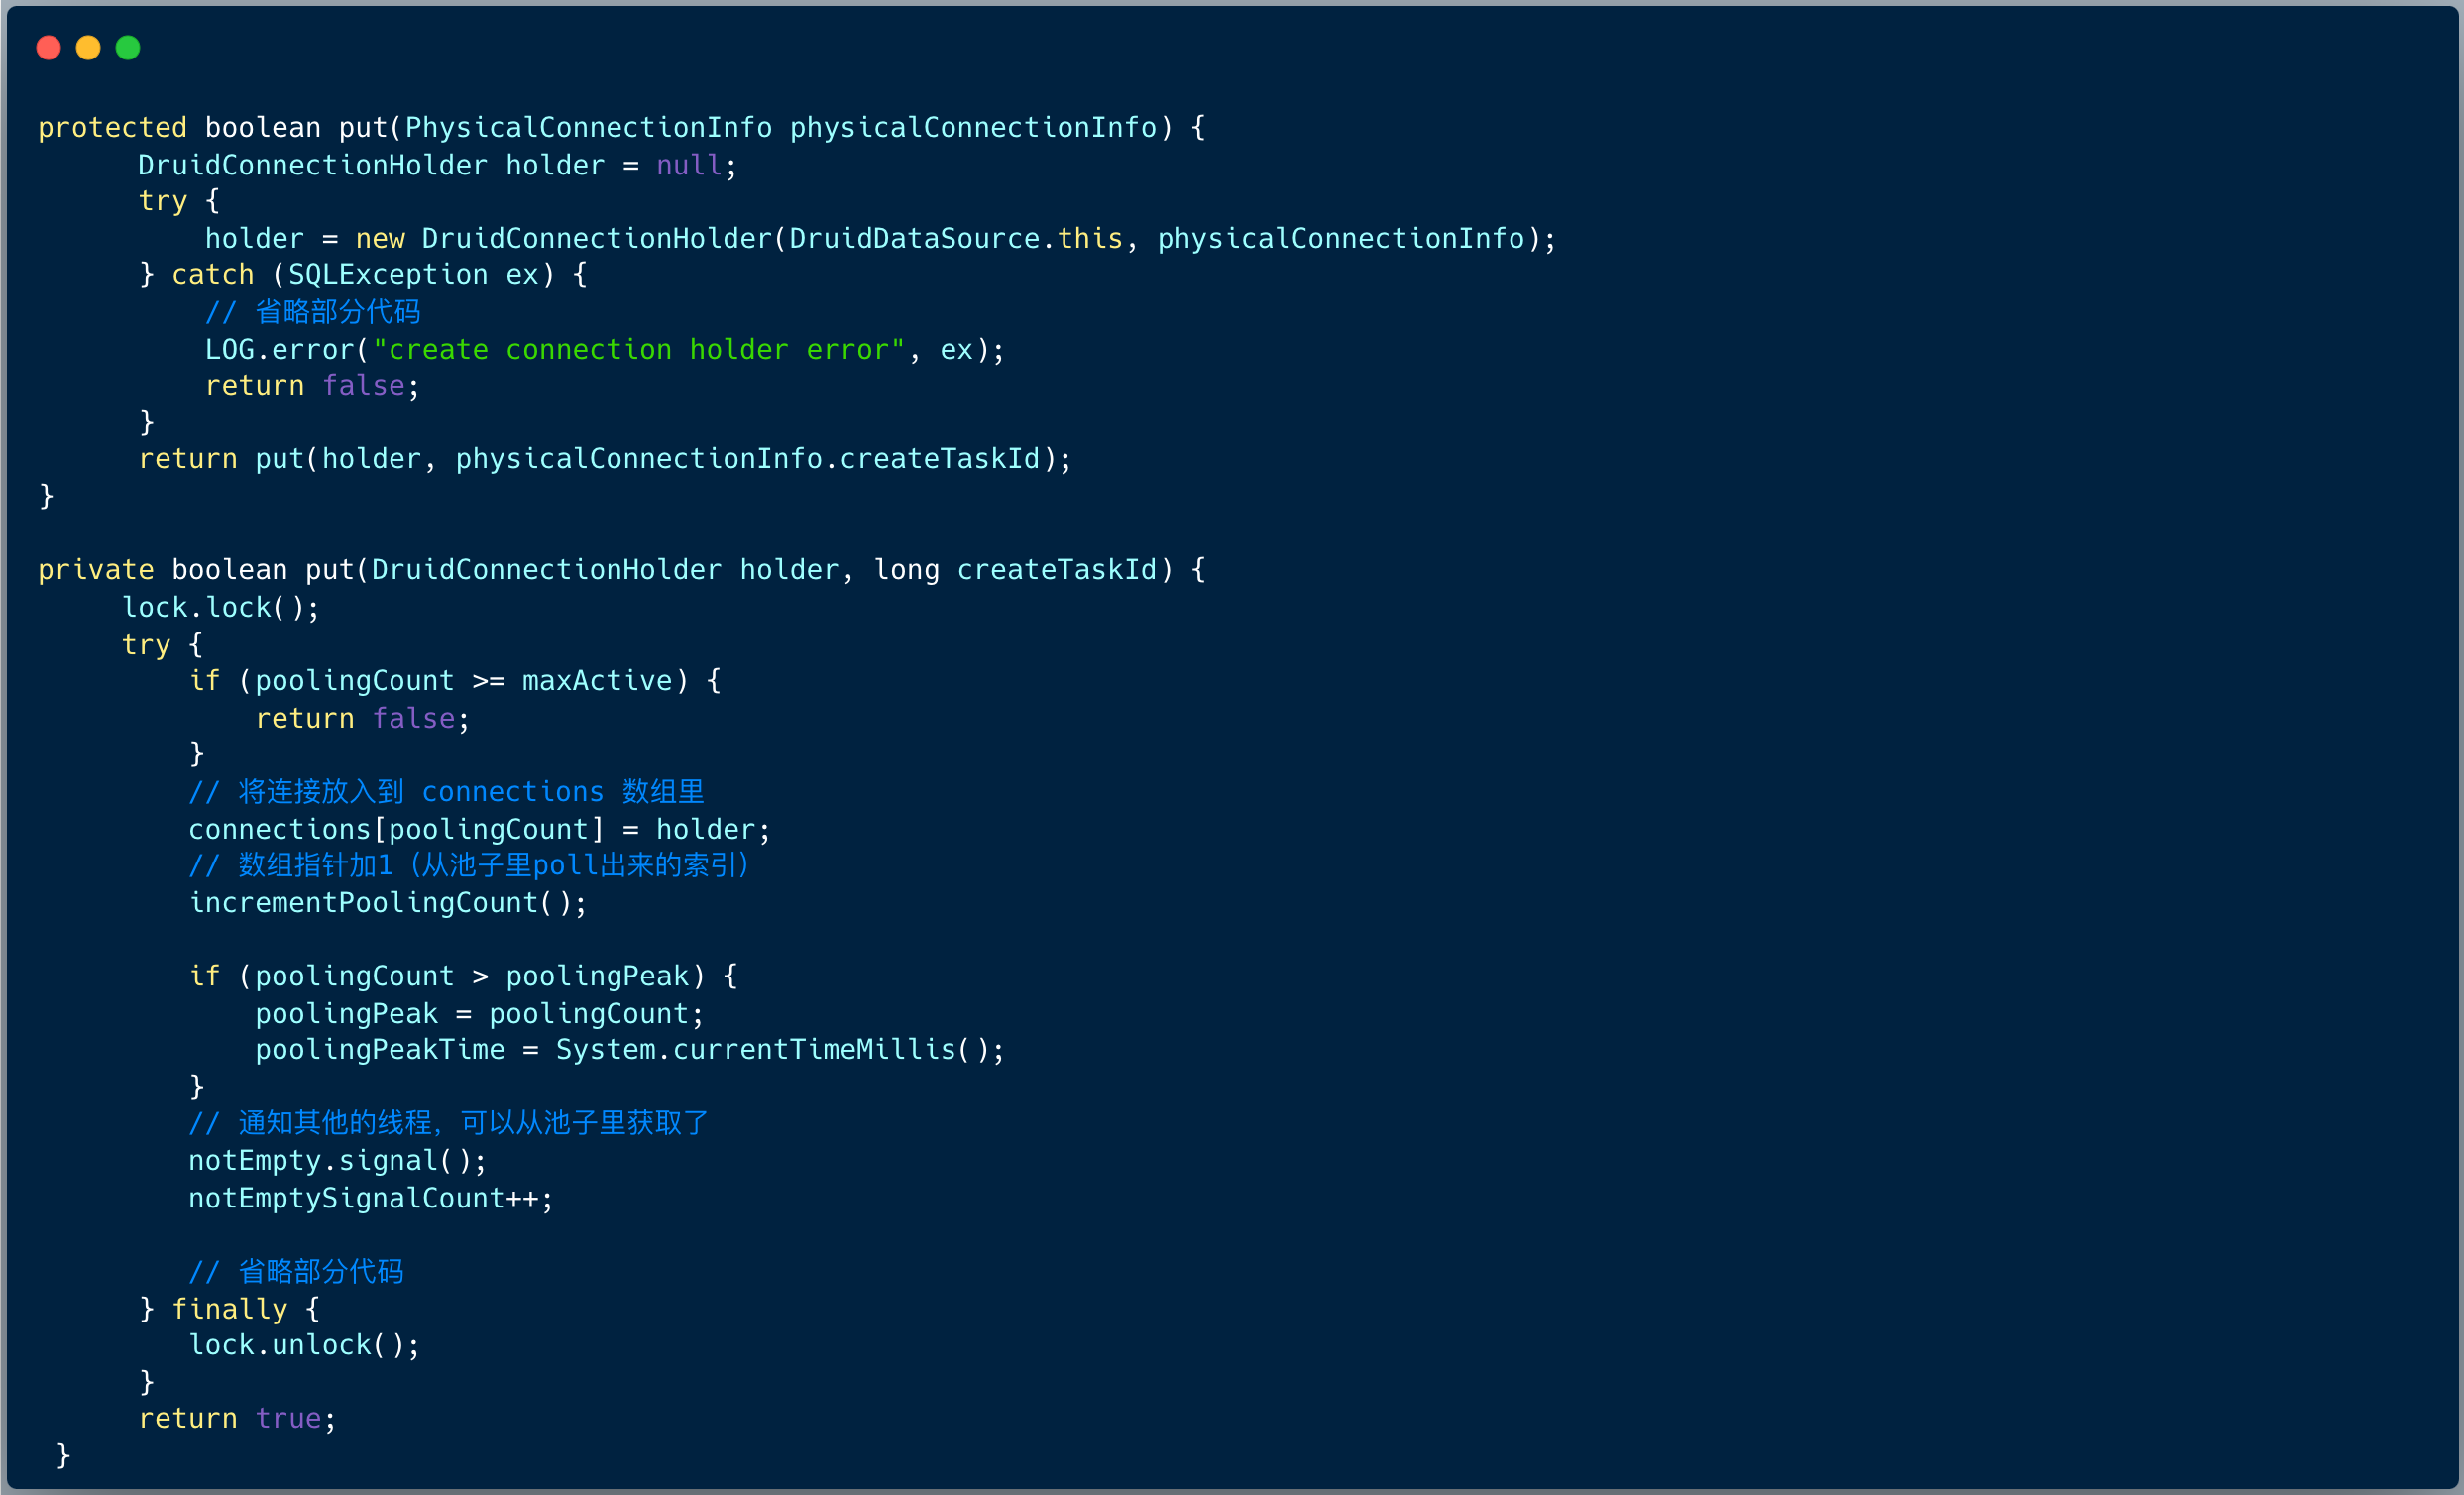 protected boolean put(PhysicalConnectionInfo physicalConnectionInfo) {
DruidConnectionHolder holder = null;
try {
holder = new DruidConnectionHolder(DruidDataSource.this, physicalConnectionInfo);
} catch (SQLException ex) {
// 省略部分代码
LOG.error("create connection holder error", ex);
return false;
}
return put(holder, physicalConnectionInfo.createTaskId);
}
private boolean put(DruidConnectionHolder holder, long createTaskId) {
lock.lock();
try {
if (poolingCount >= maxActive) {
return false;
}
// 将连接放入到 connections 数组里
connections[poolingCount] = holder;
// 数组指针加1（从池子里poll出来的索引）
incrementPoolingCount();
if (poolingCount > poolingPeak) {
poolingPeak = poolingCount;
poolingPeakTime = System.currentTimeMillis();
}
// 通知其他的线程，可以从池子里获取了
notEmpty.signal();
notEmptySignalCount++;
// 省略部分代码
} finally {
lock.unlock();
}
return true;
}